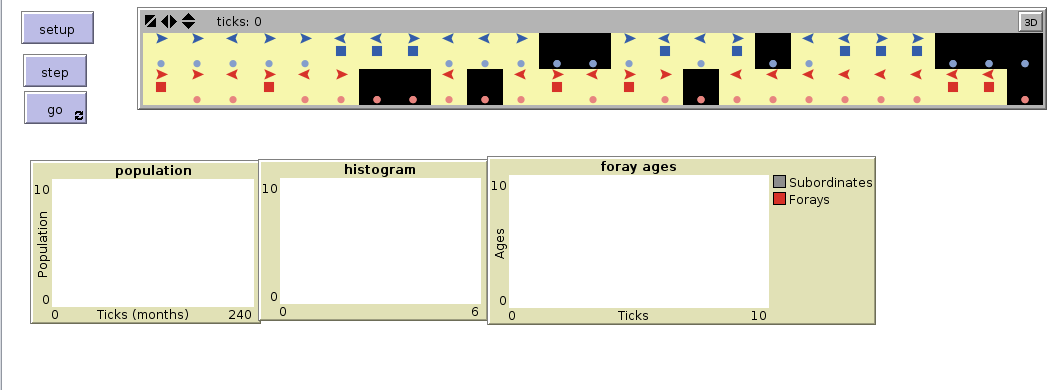 setup
step
go
ticks: 0
3D
population
10
Population
0
0 Ticks (months) 240
histogram
10
0
0 6
foray ages
10
Ages
0
0 Ticks 10
Subordinates
Forays